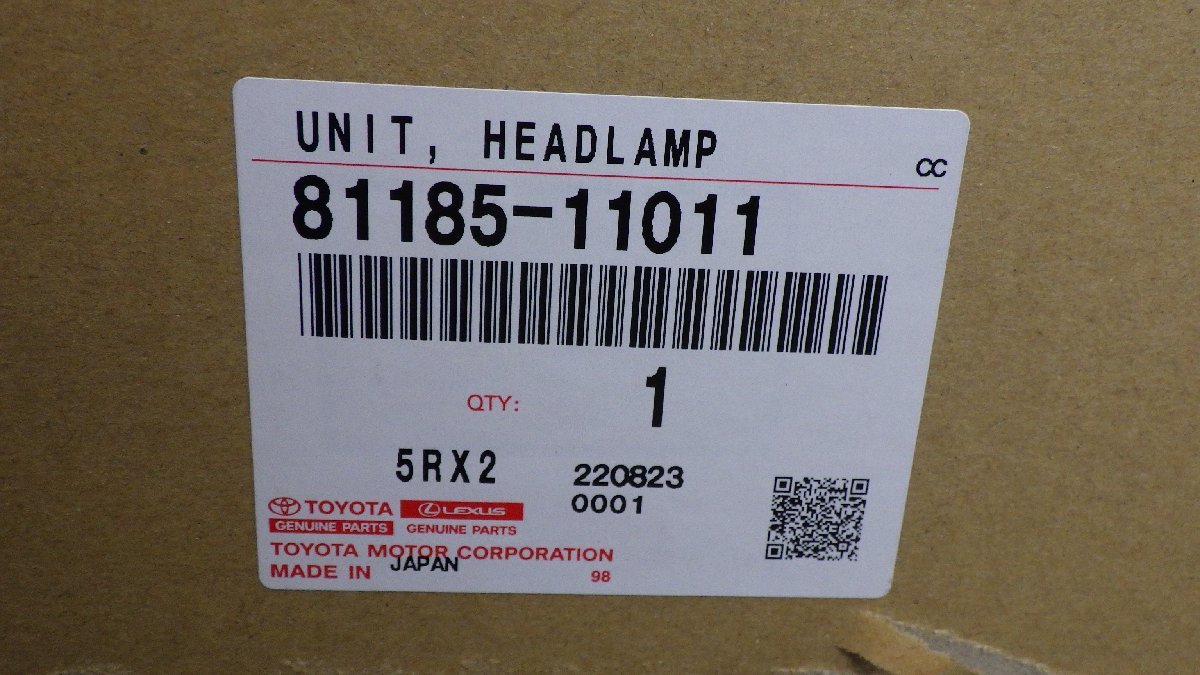 UNIT, HEADLAMP
CC
81185-11011
QTY: 1
5RX2 220823
0001
TOYOTA LEXUS
GENUINE PARTS GENUINE PARTS
TOYOTA MOTOR CORPORATION
MADE IN JAPAN 98